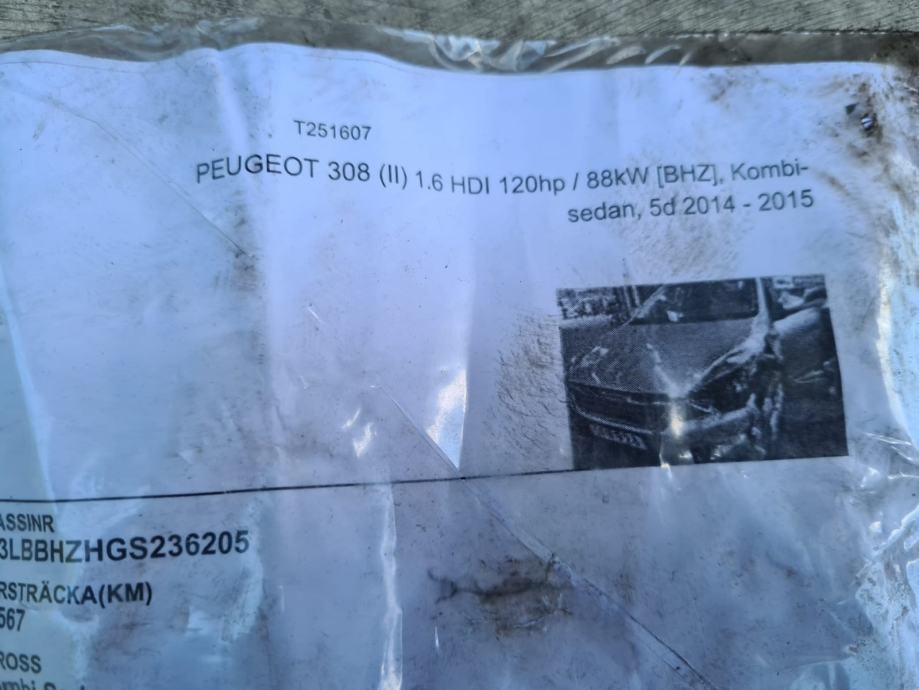 T251607
PEUGEOT 308 (II) 1.6 HDI 120hp / 88kW [BHZ], Kombi-
sedan, 5d 2014 - 2015
ASSINR
3LBBHZHGS236205
RSTRÄCKA(KM)
567
ROSS